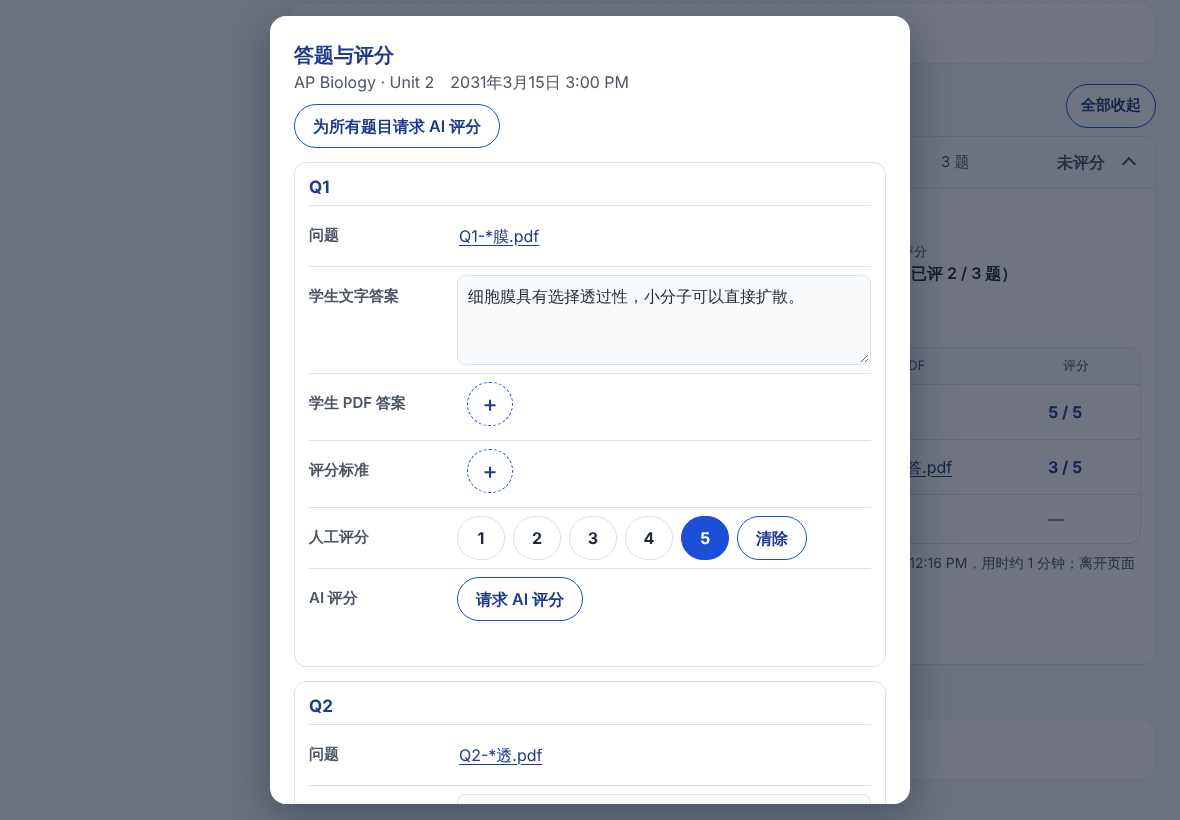 答题与评分
AP Biology · Unit 2 2031年3月15日 3:00 PM
为所有题目请求 AI 评分
全部收起
3 题 未评分
Q1
问题 Q1-*膜.pdf
评分
已评 2 / 3 题）
学生文字答案 细胞膜具有选择透过性，小分子可以直接扩散。
评分
学生 PDF 答案 +
5 / 5
评分标准 +
答.pdf 3 / 5
—
人工评分 1 2 3 4 5 清除
12:16 PM，用时约 1 分钟；离开页面
AI 评分 请求 AI 评分
Q2
问题 Q2-*透.pdf